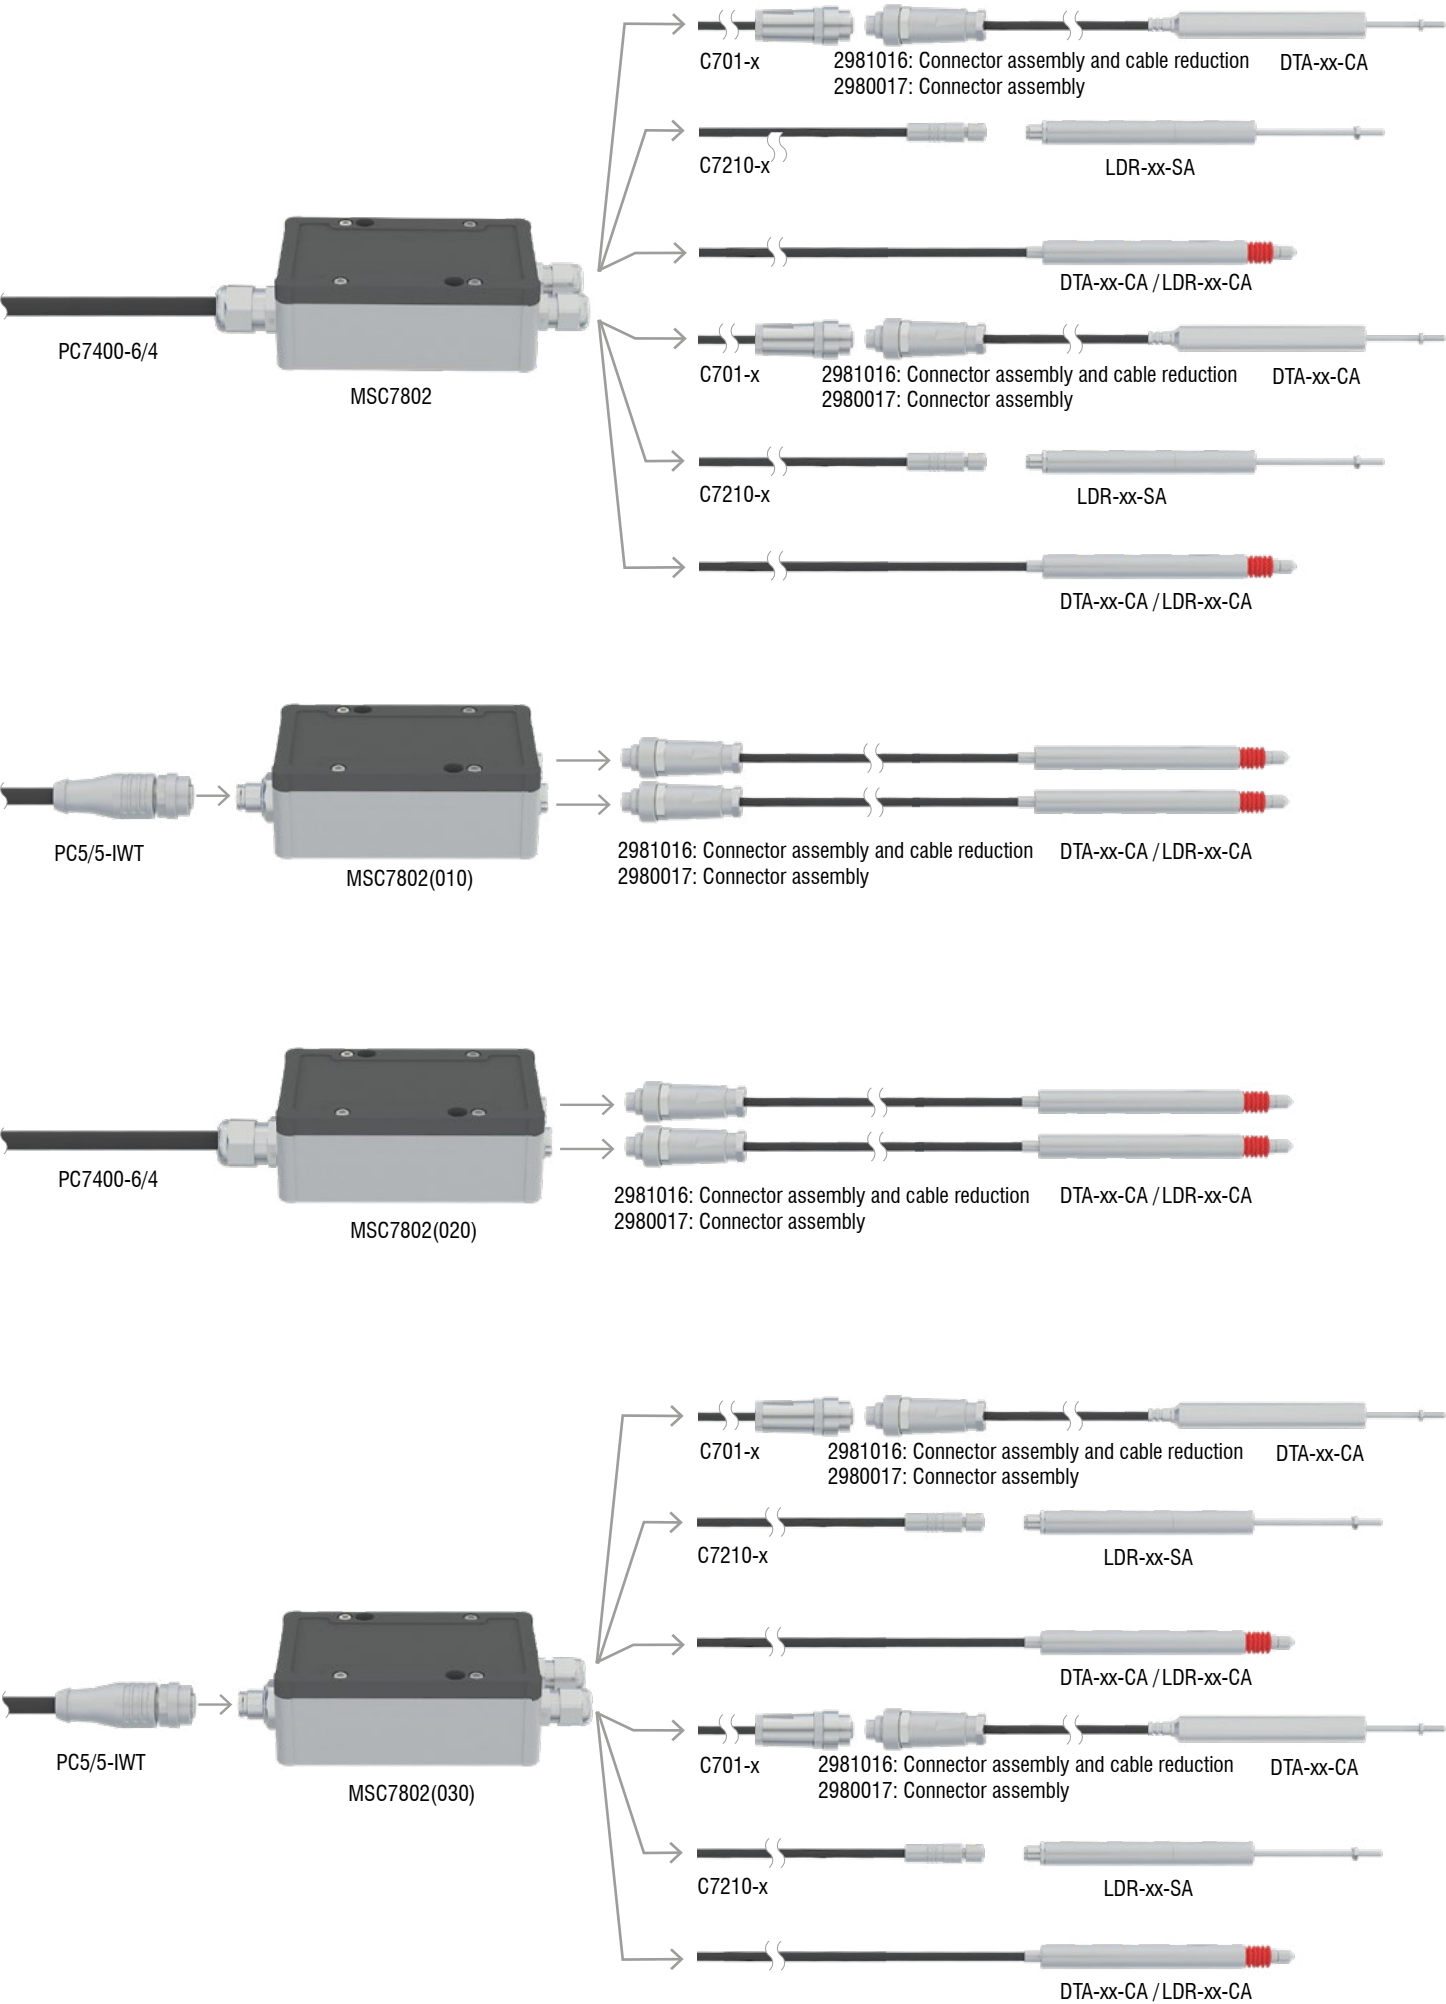 C701-x
2981016: Connector assembly and cable reduction
2980017: Connector assembly
DTA-xx-CA
C7210-x
LDR-xx-SA
DTA-xx-CA / LDR-xx-CA
PC7400-6/4
MSC7802
C701-x
2981016: Connector assembly and cable reduction
2980017: Connector assembly
DTA-xx-CA
C7210-x
LDR-xx-SA
DTA-xx-CA / LDR-xx-CA
PC5/5-IWT
MSC7802(010)
2981016: Connector assembly and cable reduction
2980017: Connector assembly
DTA-xx-CA / LDR-xx-CA
PC7400-6/4
MSC7802(020)
2981016: Connector assembly and cable reduction
2980017: Connector assembly
DTA-xx-CA / LDR-xx-CA
C701-x
2981016: Connector assembly and cable reduction
2980017: Connector assembly
DTA-xx-CA
C7210-x
LDR-xx-SA
DTA-xx-CA / LDR-xx-CA
PC5/5-IWT
MSC7802(030)
C701-x
2981016: Connector assembly and cable reduction
2980017: Connector assembly
DTA-xx-CA
C7210-x
LDR-xx-SA
DTA-xx-CA / LDR-xx-CA